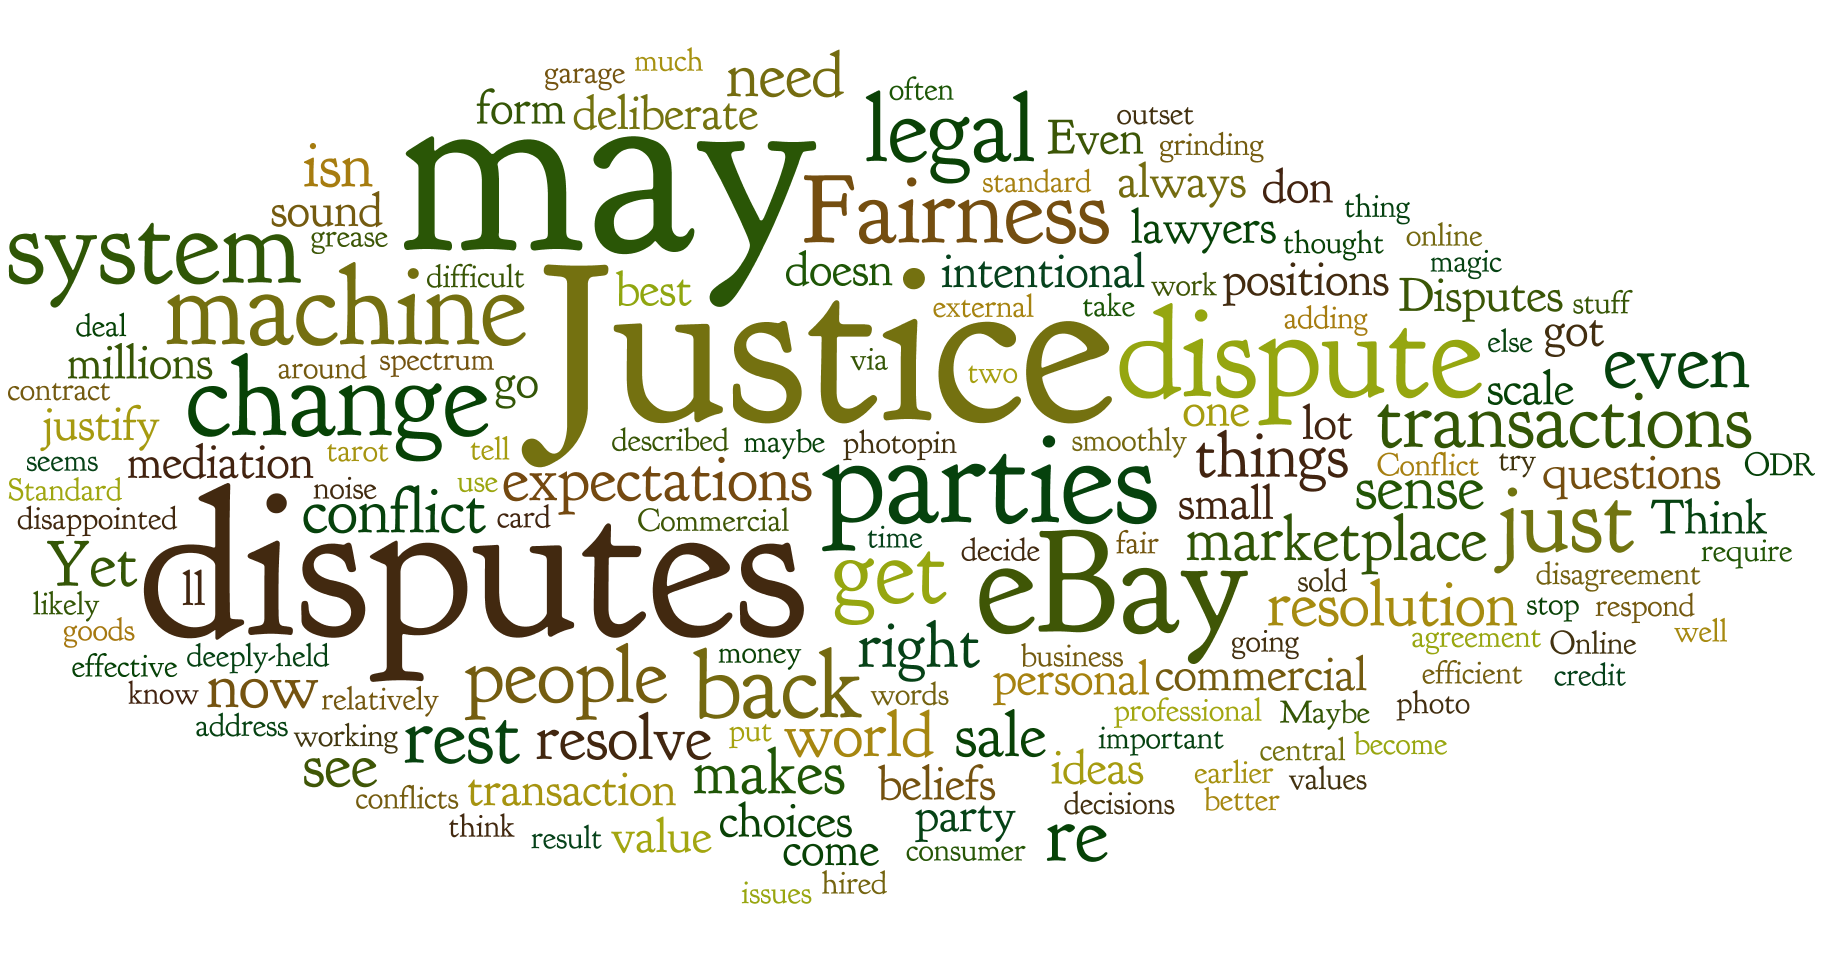 garage
much
need
often
form
deliberate
legal
outset
Even
grinding
may
isn
Fairness
standard
always
don
sound
grease
thing
lawyers
thought
online
system
magic
difficult
Justice
best
doesn
intentional
work
positions
machine
external
take
Disputes
stuff
deal
adding
dispute
else
got
millions
around
spectrum
via
two
even
contract
change
go
scale
justify
one
lot
transactions
seems
mediation
tarot
tell
described
maybe
photopin
smoothly
things
Conflict
try
questions
ODR
Standard
noise
use
expectations
parties
small
sense
disappointed
conflict
card
Commercial
just
Think
Yet
disputes
ll
time
decide
fair
marketplace
require
get
eBay
sold
disagreement
likely
resolution
stop
respond
goods
right
going
agreement
Online
well
effective
deeply-held
money
business
know
now
relatively
people
back
words
personal
commercial
efficient
credit
address
working
rest
resolve
put
world
sale
professional
Maybe
photo
important
central
become
see
makes
ideas
earlier
values
conflicts
transaction
beliefs
decisions
better
think
result
value
choices
party
re
come
consumer
issues
hired